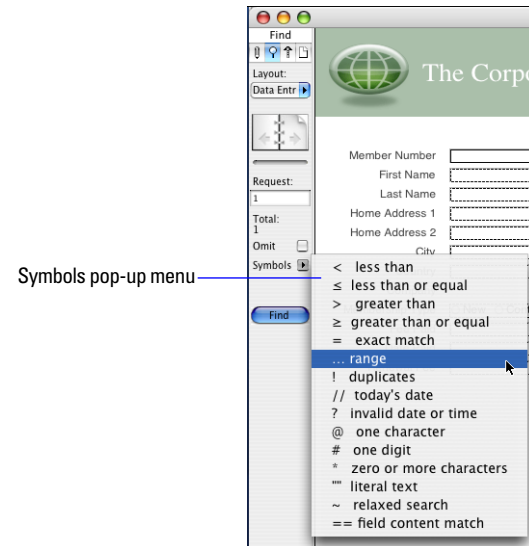 Find
Layout:
Data Entr
The Corpo
Member Number
First Name
Last Name
Home Address 1
Home Address 2
City
Request:
1
Total:
1
Omit
Symbols
Find
Symbols pop-up menu
< less than
≤ less than or equal
> greater than
≥ greater than or equal
= exact match
... range
! duplicates
// today's date
? invalid date or time
@ one character
# one digit
* zero or more characters
"" literal text
~ relaxed search
== field content match